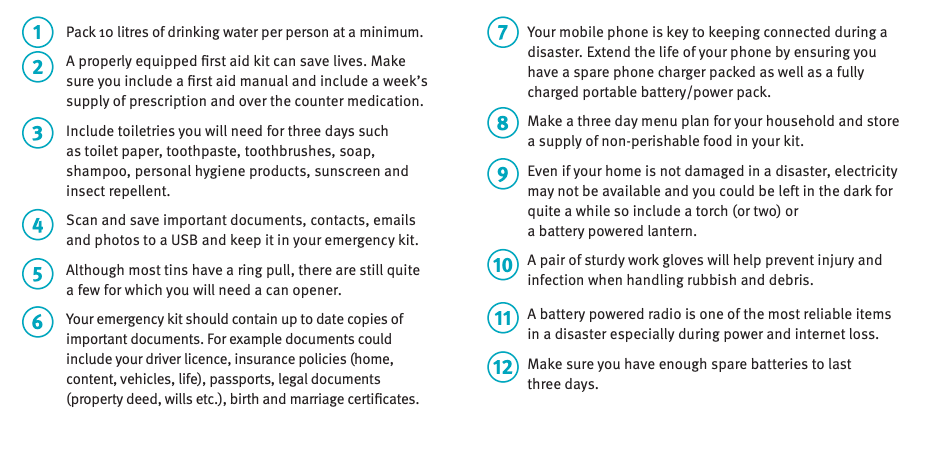 1 Pack 10 litres of drinking water per person at a minimum.
2 A properly equipped first aid kit can save lives. Make
sure you include a first aid manual and include a week's
supply of prescription and over the counter medication.
3 Include toiletries you will need for three days such
as toilet paper, toothpaste, toothbrushes, soap,
shampoo, personal hygiene products, sunscreen and
insect repellent.
4 Scan and save important documents, contacts, emails
and photos to a USB and keep it in your emergency kit.
5 Although most tins have a ring pull, there are still quite
a few for which you will need a can opener.
6 Your emergency kit should contain up to date copies of
important documents. For example documents could
include your driver licence, insurance policies (home,
content, vehicles, life), passports, legal documents
(property deed, wills etc.), birth and marriage certificates.
7 Your mobile phone is key to keeping connected during a
disaster. Extend the life of your phone by ensuring you
have a spare phone charger packed as well as a fully
charged portable battery/power pack.
8 Make a three day menu plan for your household and store
a supply of non-perishable food in your kit.
9 Even if your home is not damaged in a disaster, electricity
may not be available and you could be left in the dark for
quite a while so include a torch (or two) or
a battery powered lantern.
10 A pair of sturdy work gloves will help prevent injury and
infection when handling rubbish and debris.
11 A battery powered radio is one of the most reliable items
in a disaster especially during power and internet loss.
12 Make sure you have enough spare batteries to last
three days.